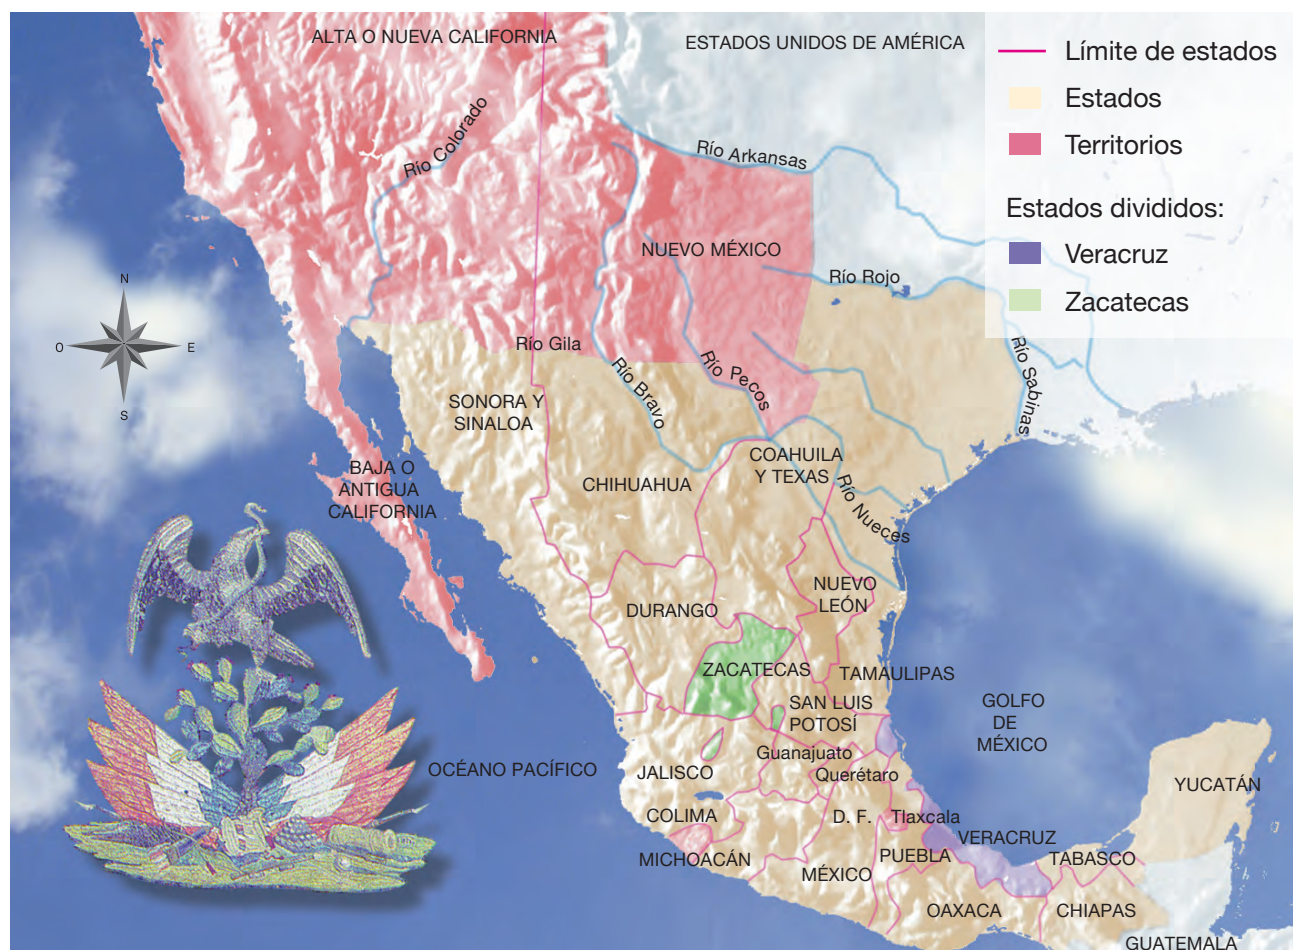 ALTA O NUEVA CALIFORNIA
ESTADOS UNIDOS DE AMÉRICA
Límite de estados
Estados
Territorios
Estados divididos:
Veracruz
Zacatecas
Río Colorado
Río Arkansas
NUEVO MÉXICO
Río Rojo
N
O
E
S
Río Gila
Río Bravo
Río Pecos
Río Sabinas
SONORA Y
SINALOA
BAJA O
ANTIGUA
CALIFORNIA
CHIHUAHUA
COAHUILA
Y TEXAS
Río Nueces
DURANGO
NUEVO
LEÓN
ZACATECAS
TAMAULIPAS
SAN LUIS
POTOSÍ
GOLFO
DE
MÉXICO
OCÉANO PACÍFICO
JALISCO
Guanajuato
Querétaro
YUCATÁN
COLIMA
D. F.
Tlaxcala
VERACRUZ
MICHOACÁN
MÉXICO
PUEBLA
TABASCO
OAXACA
CHIAPAS
GUATEMALA